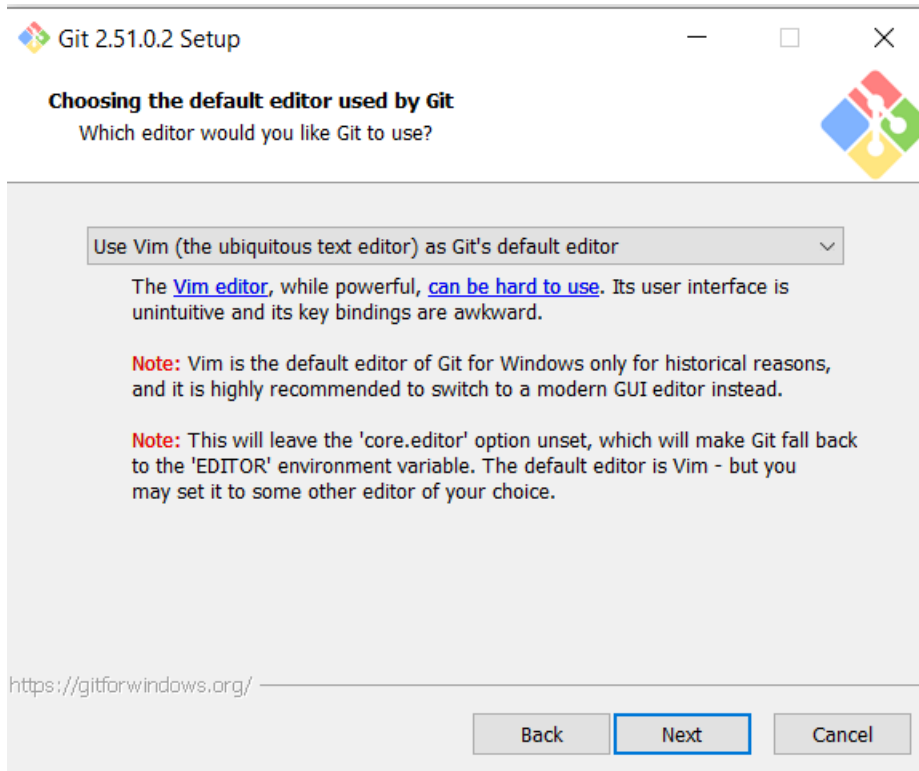 Git 2.51.0.2 Setup
Choosing the default editor used by Git
Which editor would you like Git to use?
Use Vim (the ubiquitous text editor) as Git's default editor
The Vim editor, while powerful, can be hard to use. Its user interface is
unintuitive and its key bindings are awkward.
Note: Vim is the default editor of Git for Windows only for historical reasons,
and it is highly recommended to switch to a modern GUI editor instead.
Note: This will leave the 'core.editor' option unset, which will make Git fall back
to the 'EDITOR' environment variable. The default editor is Vim - but you
may set it to some other editor of your choice.
https://gitforwindows.org/
Back Next Cancel